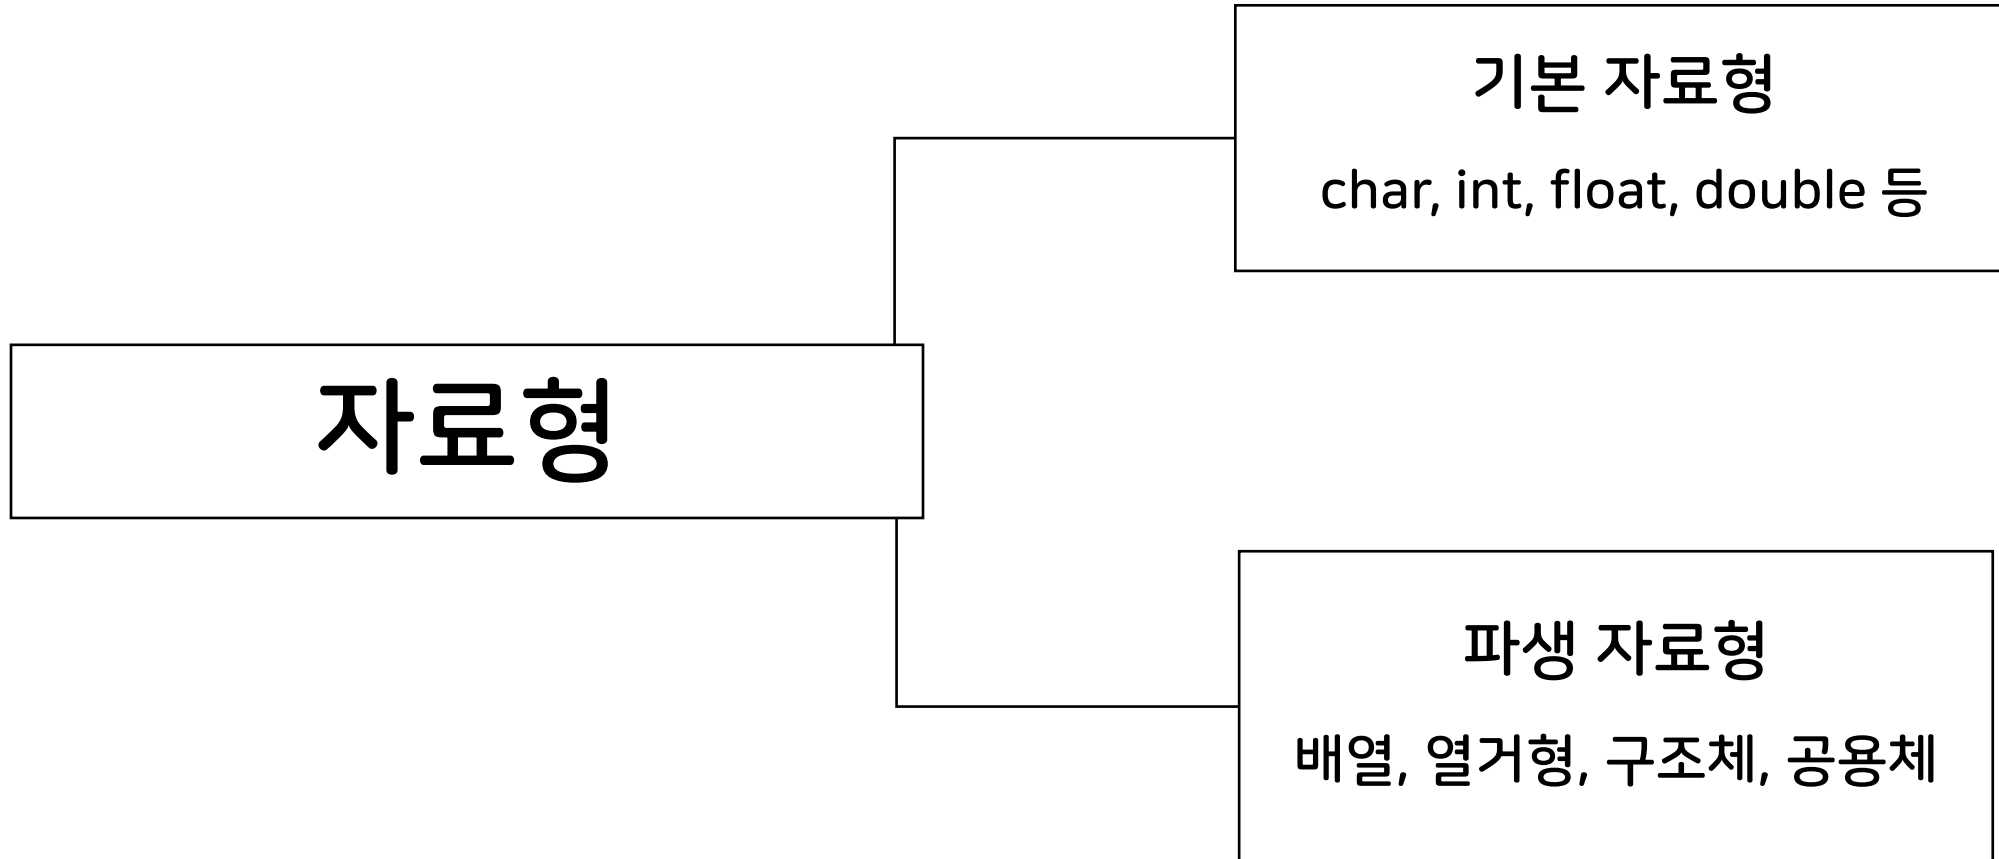 기본 자료형
char, int, float, double 등
자료형
파생 자료형
배열, 열거형, 구조체, 공용체